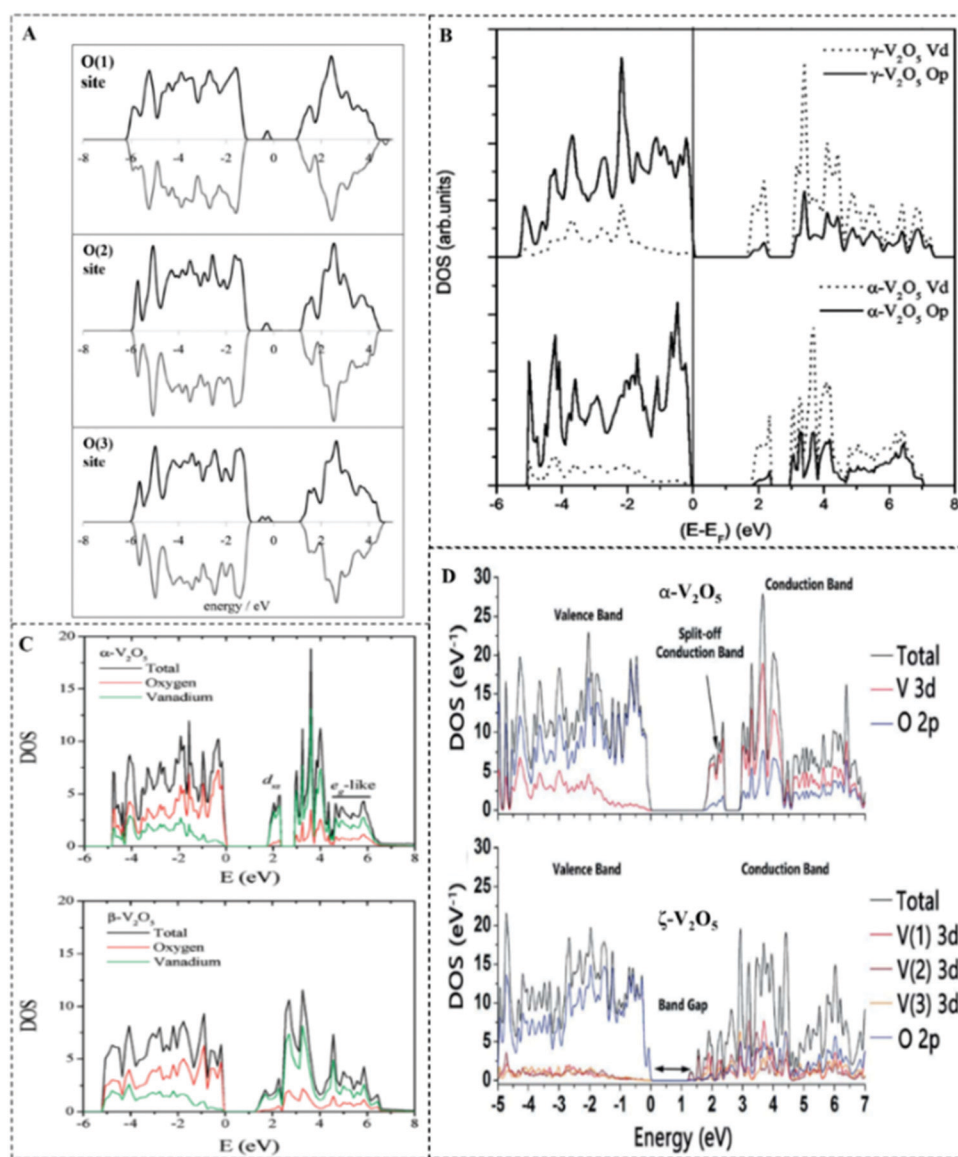 A
O(1)
site
-8 -6 -4 -2 0 2 4
O(2)
site
-8 -6 -4 -2 0 2 4
O(3)
site
-8 -6 -4 -2 0 2 4
energy / eV
B
γ-V₂O₅ Vd
γ-V₂O₅ Op
α-V₂O₅ Vd
α-V₂O₅ Op
DOS (arb.units)
-6 -4 -2 0 2 4 6 8
(E-E_F) (eV)
C
20
15
10
5
0
DOS
α-V₂O₅
Total
Oxygen
Vanadium
e_g-like
-6 -4 -2 0 2 4 6 8
E (eV)
20
15
10
5
0
DOS
β-V₂O₅
Total
Oxygen
Vanadium
-6 -4 -2 0 2 4 6 8
E (eV)
D
30
25
20
15
10
5
0
DOS (eV⁻¹)
α-V₂O₅
Valence Band
Split-off
Conduction Band
Conduction Band
Total
V 3d
O 2p
30
25
20
15
10
5
0
DOS (eV⁻¹)
Valence Band
ζ-V₂O₅
Conduction Band
Band Gap
Total
V(1) 3d
V(2) 3d
V(3) 3d
O 2p
-5 -4 -3 -2 -1 0 1 2 3 4 5 6 7
Energy (eV)